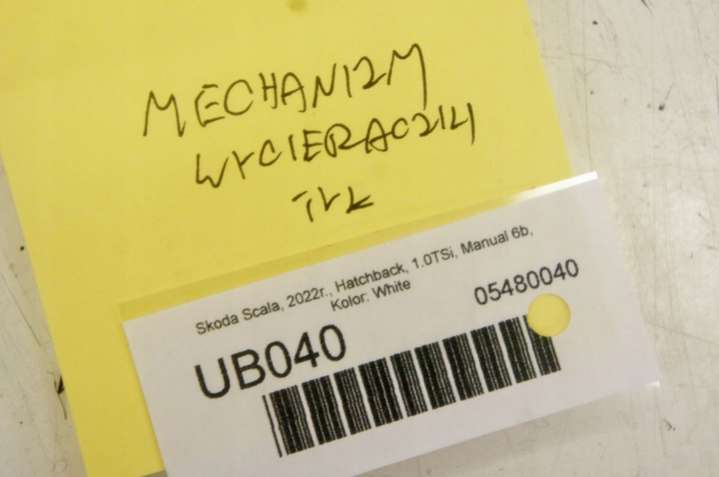 MECHANIZM
WYCIERACZKI
TYŁ
Skoda Scala, 2022r., Hatchback, 1.0TSi, Manual 6b,
Kolor: White
05480040
UB040